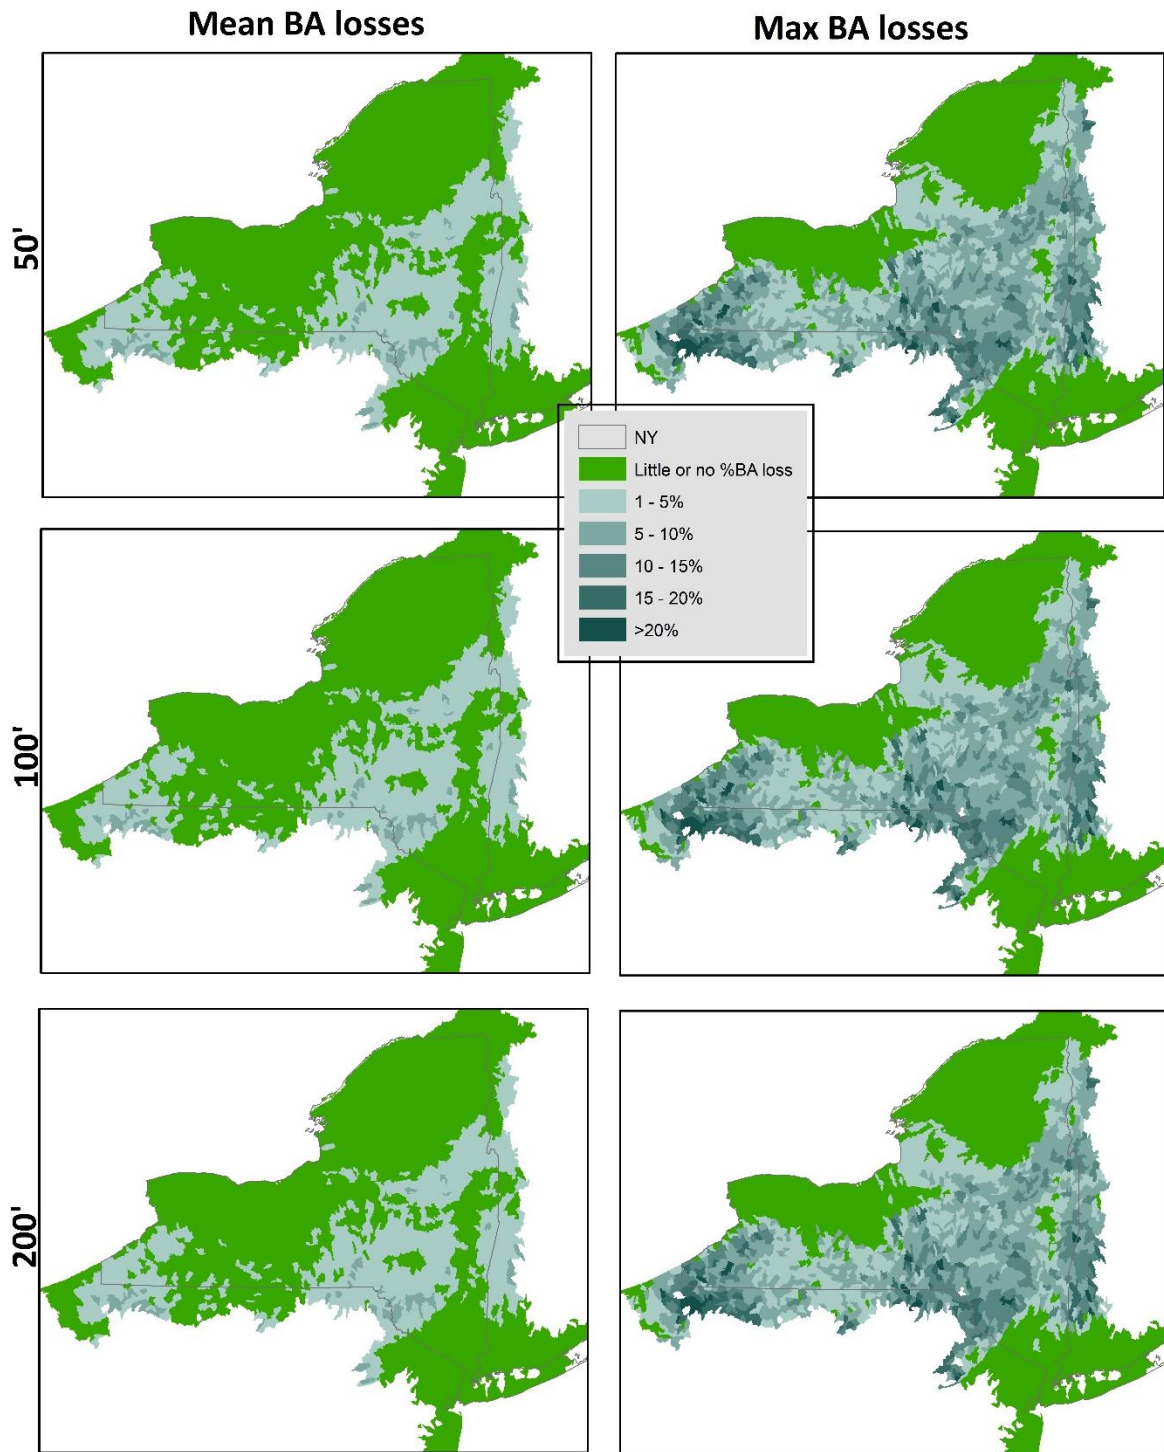 Mean BA losses
Max BA losses
50'
NY
Little or no %BA loss
1 - 5%
5 - 10%
10 - 15%
15 - 20%
>20%
100'
200'